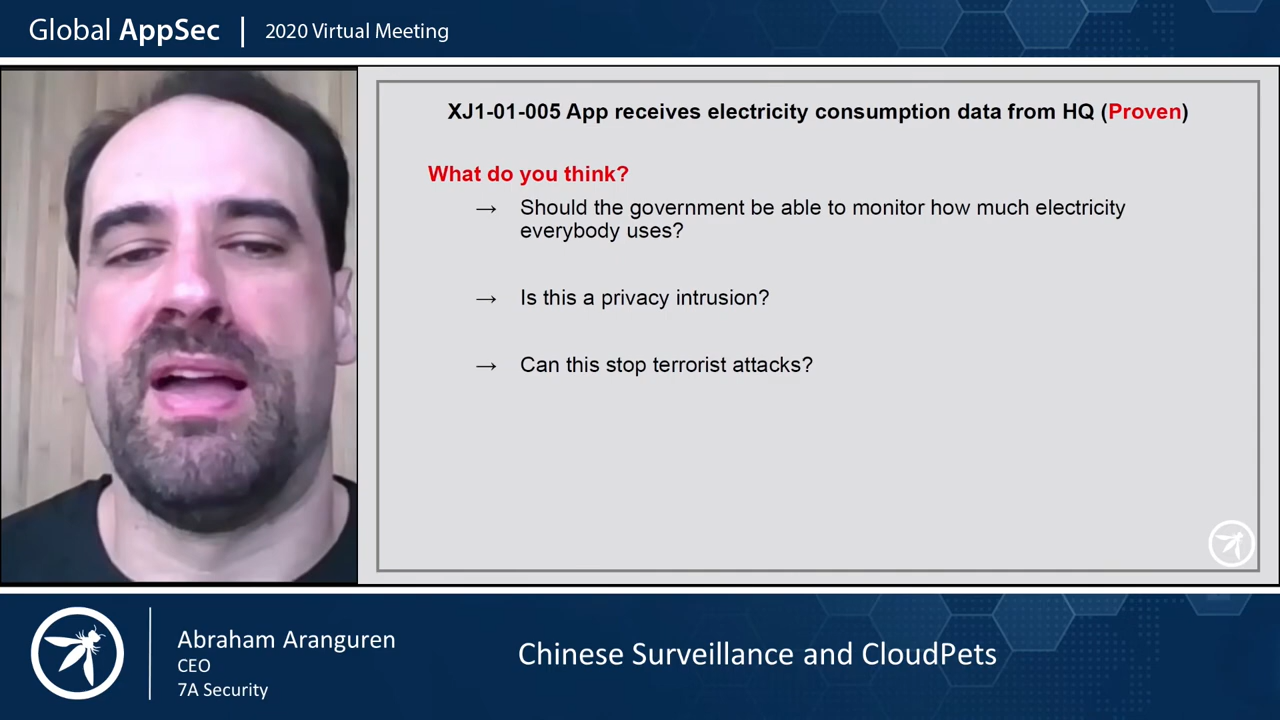 Global AppSec | 2020 Virtual Meeting
XJ1-01-005 App receives electricity consumption data from HQ (Proven)
What do you think?
→ Should the government be able to monitor how much electricity
everybody uses?
→ Is this a privacy intrusion?
→ Can this stop terrorist attacks?
Abraham Aranguren
CEO
7A Security
Chinese Surveillance and CloudPets